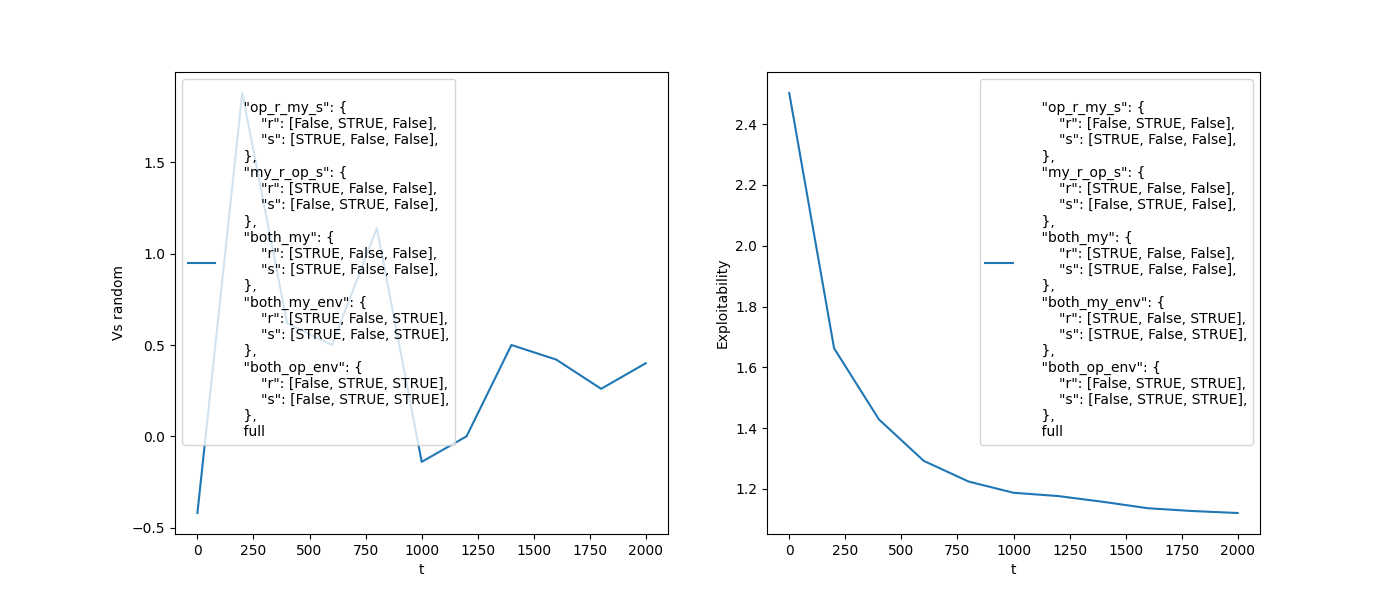 "op_r_my_s": {
"r": [False, STRUE, False],
"s": [STRUE, False, False],
},
"my_r_op_s": {
"r": [STRUE, False, False],
"s": [False, STRUE, False],
},
"both_my": {
"r": [STRUE, False, False],
"s": [STRUE, False, False],
},
"both_my_env": {
"r": [STRUE, False, STRUE],
"s": [STRUE, False, STRUE],
},
"both_op_env": {
"r": [False, STRUE, STRUE],
"s": [False, STRUE, STRUE],
},
full
Vs random
1.5
1.0
0.5
0.0
−0.5
0 250 500 750 1000 1250 1500 1750 2000
t
"op_r_my_s": {
"r": [False, STRUE, False],
"s": [STRUE, False, False],
},
"my_r_op_s": {
"r": [STRUE, False, False],
"s": [False, STRUE, False],
},
"both_my": {
"r": [STRUE, False, False],
"s": [STRUE, False, False],
},
"both_my_env": {
"r": [STRUE, False, STRUE],
"s": [STRUE, False, STRUE],
},
"both_op_env": {
"r": [False, STRUE, STRUE],
"s": [False, STRUE, STRUE],
},
full
Exploitability
2.4
2.2
2.0
1.8
1.6
1.4
1.2
0 250 500 750 1000 1250 1500 1750 2000
t